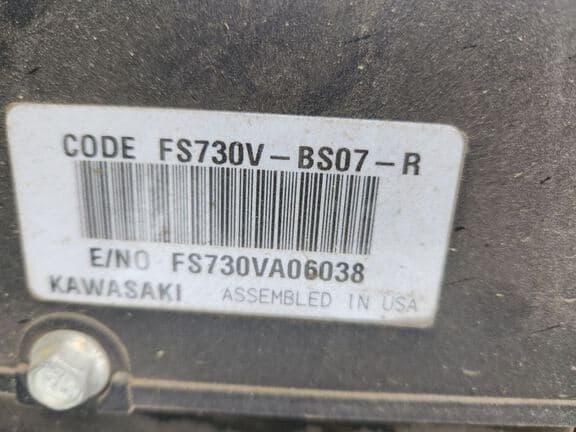 CODE FS730V-BS07-R
E/NO FS730VA06038
KAWASAKI ASSEMBLED IN USA